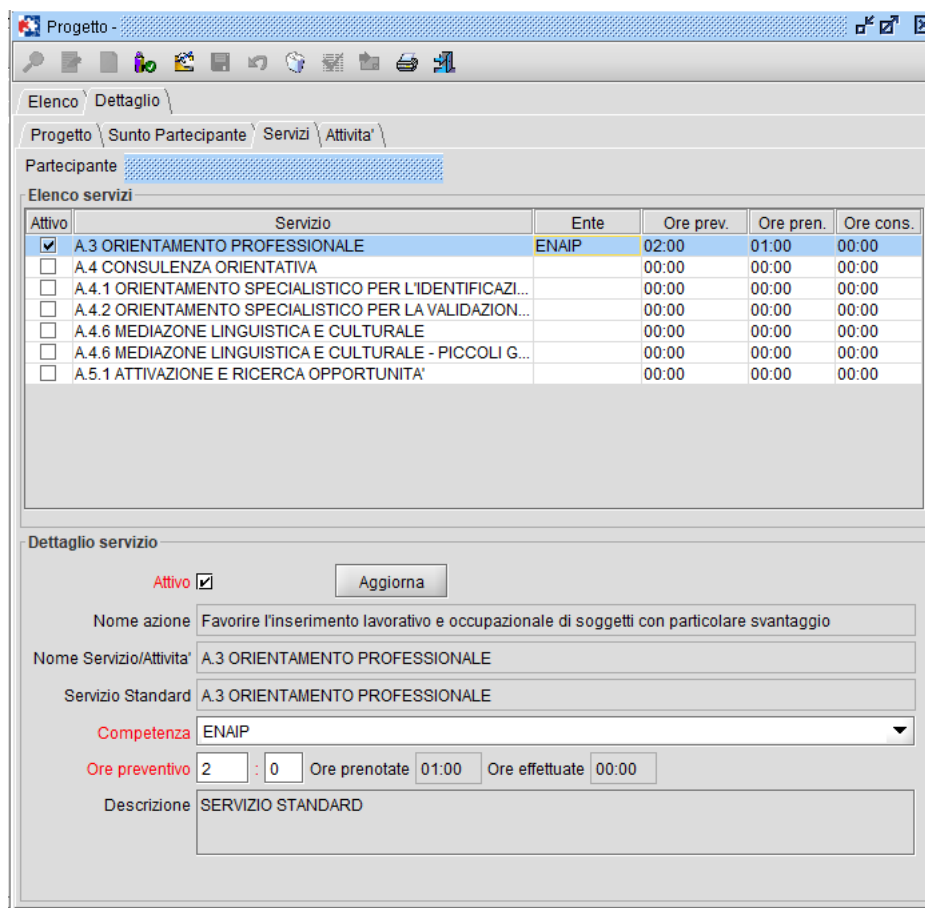 Progetto -
Elenco Dettaglio
Progetto Sunto Partecipante Servizi Attivita'
Partecipante
Elenco servizi
Attivo Servizio Ente Ore prev. Ore pren. Ore cons.
A.3 ORIENTAMENTO PROFESSIONALE ENAIP 02:00 01:00 00:00
A.4 CONSULENZA ORIENTATIVA 00:00 00:00 00:00
A.4.1 ORIENTAMENTO SPECIALISTICO PER L'IDENTIFICAZI... 00:00 00:00 00:00
A.4.2 ORIENTAMENTO SPECIALISTICO PER LA VALIDAZION... 00:00 00:00 00:00
A.4.6 MEDIAZONE LINGUISTICA E CULTURALE 00:00 00:00 00:00
A.4.6 MEDIAZONE LINGUISTICA E CULTURALE - PICCOLI G... 00:00 00:00 00:00
A.5.1 ATTIVAZIONE E RICERCA OPPORTUNITA' 00:00 00:00 00:00
Dettaglio servizio
Attivo Aggiorna
Nome azione Favorire l'inserimento lavorativo e occupazionale di soggetti con particolare svantaggio
Nome Servizio/Attivita' A.3 ORIENTAMENTO PROFESSIONALE
Servizio Standard A.3 ORIENTAMENTO PROFESSIONALE
Competenza ENAIP
Ore preventivo 2 : 0 Ore prenotate 01:00 Ore effettuate 00:00
Descrizione SERVIZIO STANDARD